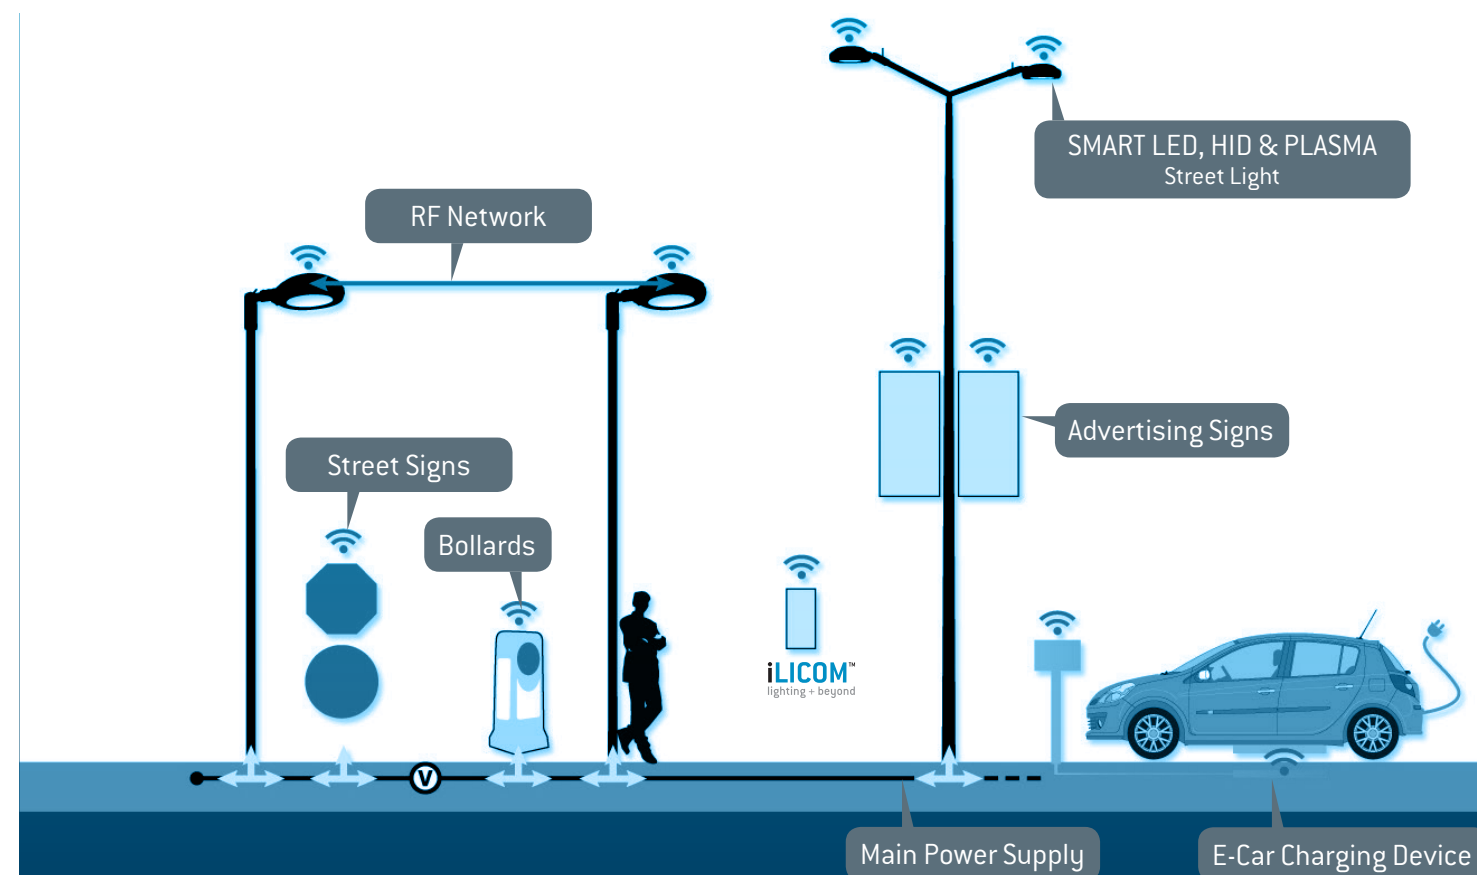 SMART LED, HID & PLASMA
Street Light
RF Network
Advertising Signs
Street Signs
Bollards
iLICOM™
lighting + beyond
V
Main Power Supply
E-Car Charging Device